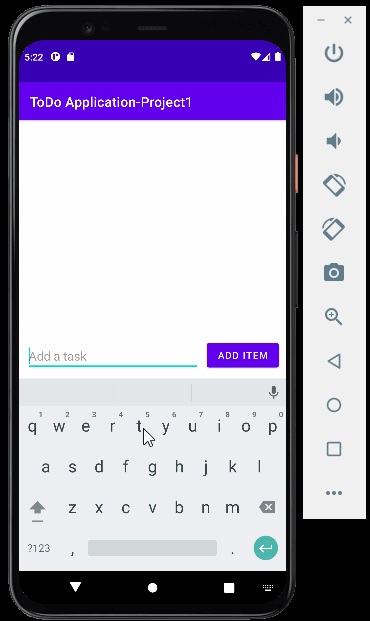 5:22
ToDo Application-Project1
Add a task
ADD ITEM
1 2 3 4 5 6 7 8 9 0
q w e r t y u i o p
a s d f g h j k l
z x c v b n m
?123 , .